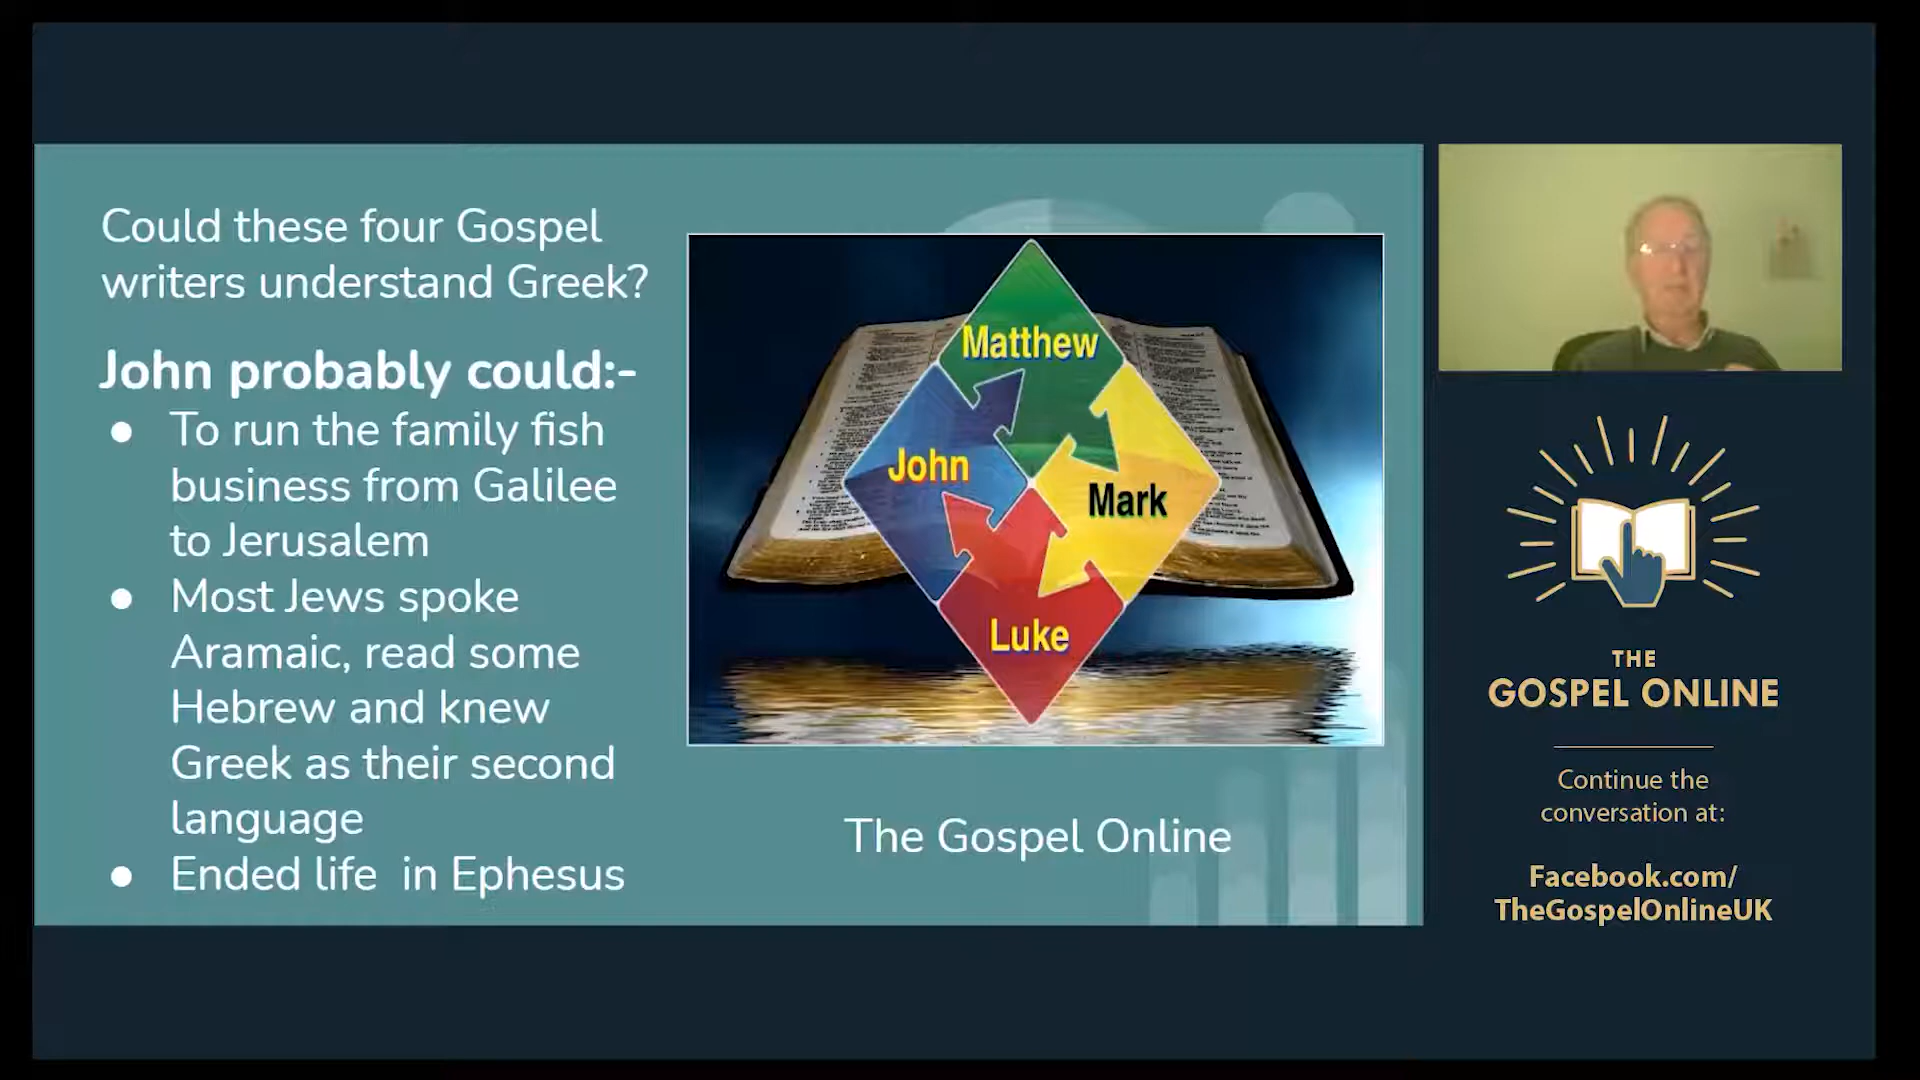 Could these four Gospel
writers understand Greek?
John probably could:-
● To run the family fish
business from Galilee
to Jerusalem
● Most Jews spoke
Aramaic, read some
Hebrew and knew
Greek as their second
language
● Ended life in Ephesus
Matthew
John
Mark
Luke
The Gospel Online
THE
GOSPEL ONLINE
Continue the
conversation at:
Facebook.com/
TheGospelOnlineUK